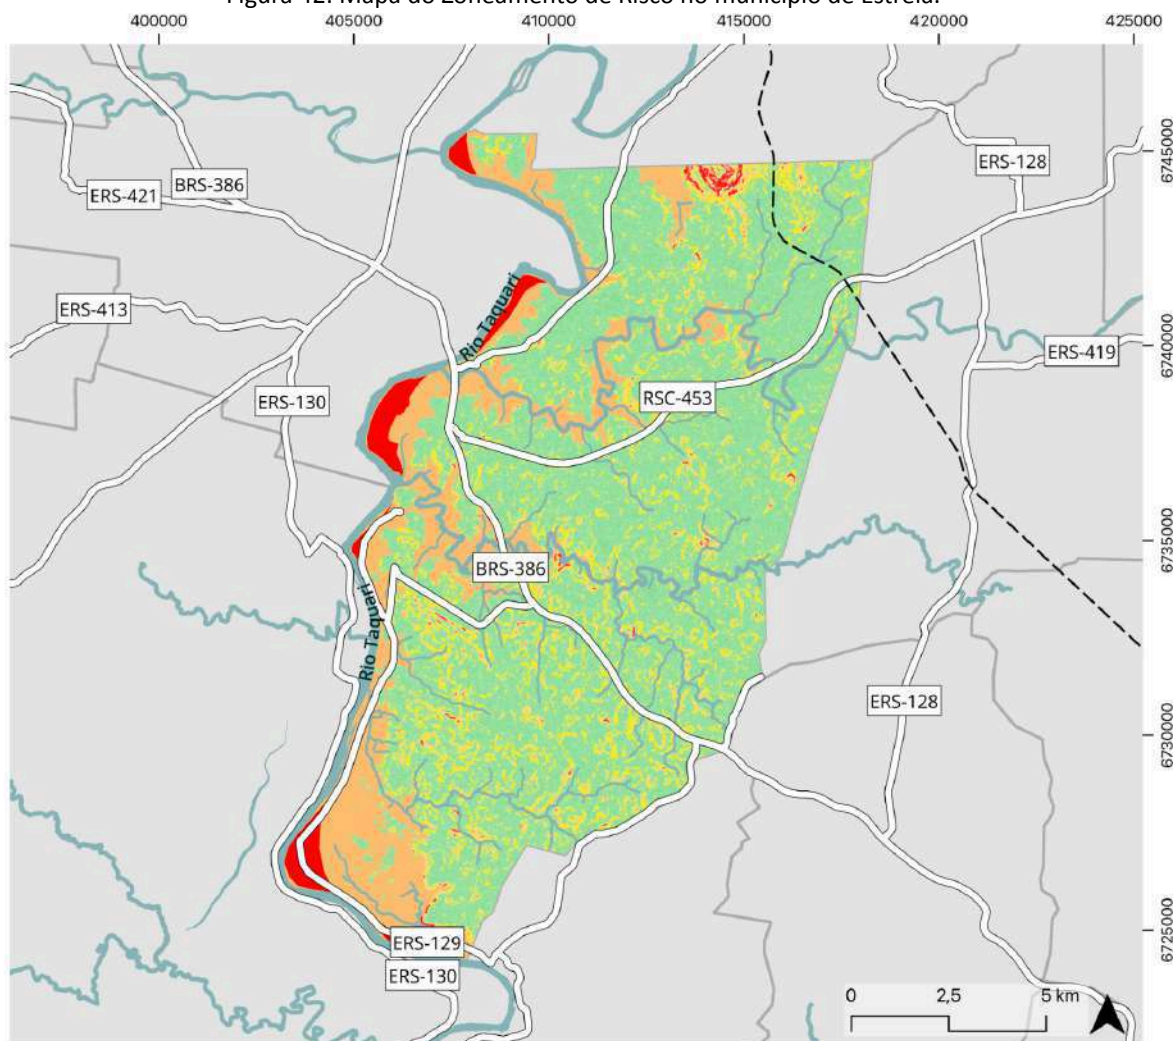 Figura 42: Mapa do Zoneamento de Risco no município de Estrela.
400000 405000 410000 415000 420000 425000
6745000
ERS-128
BRS-386
ERS-421
Rio Taquari
ERS-413
6740000
ERS-419
RSC-453
ERS-130
6735000
BRS-386
Rio Taquari
ERS-128
6730000
6725000
ERS-129
ERS-130
0 2,5 5 km